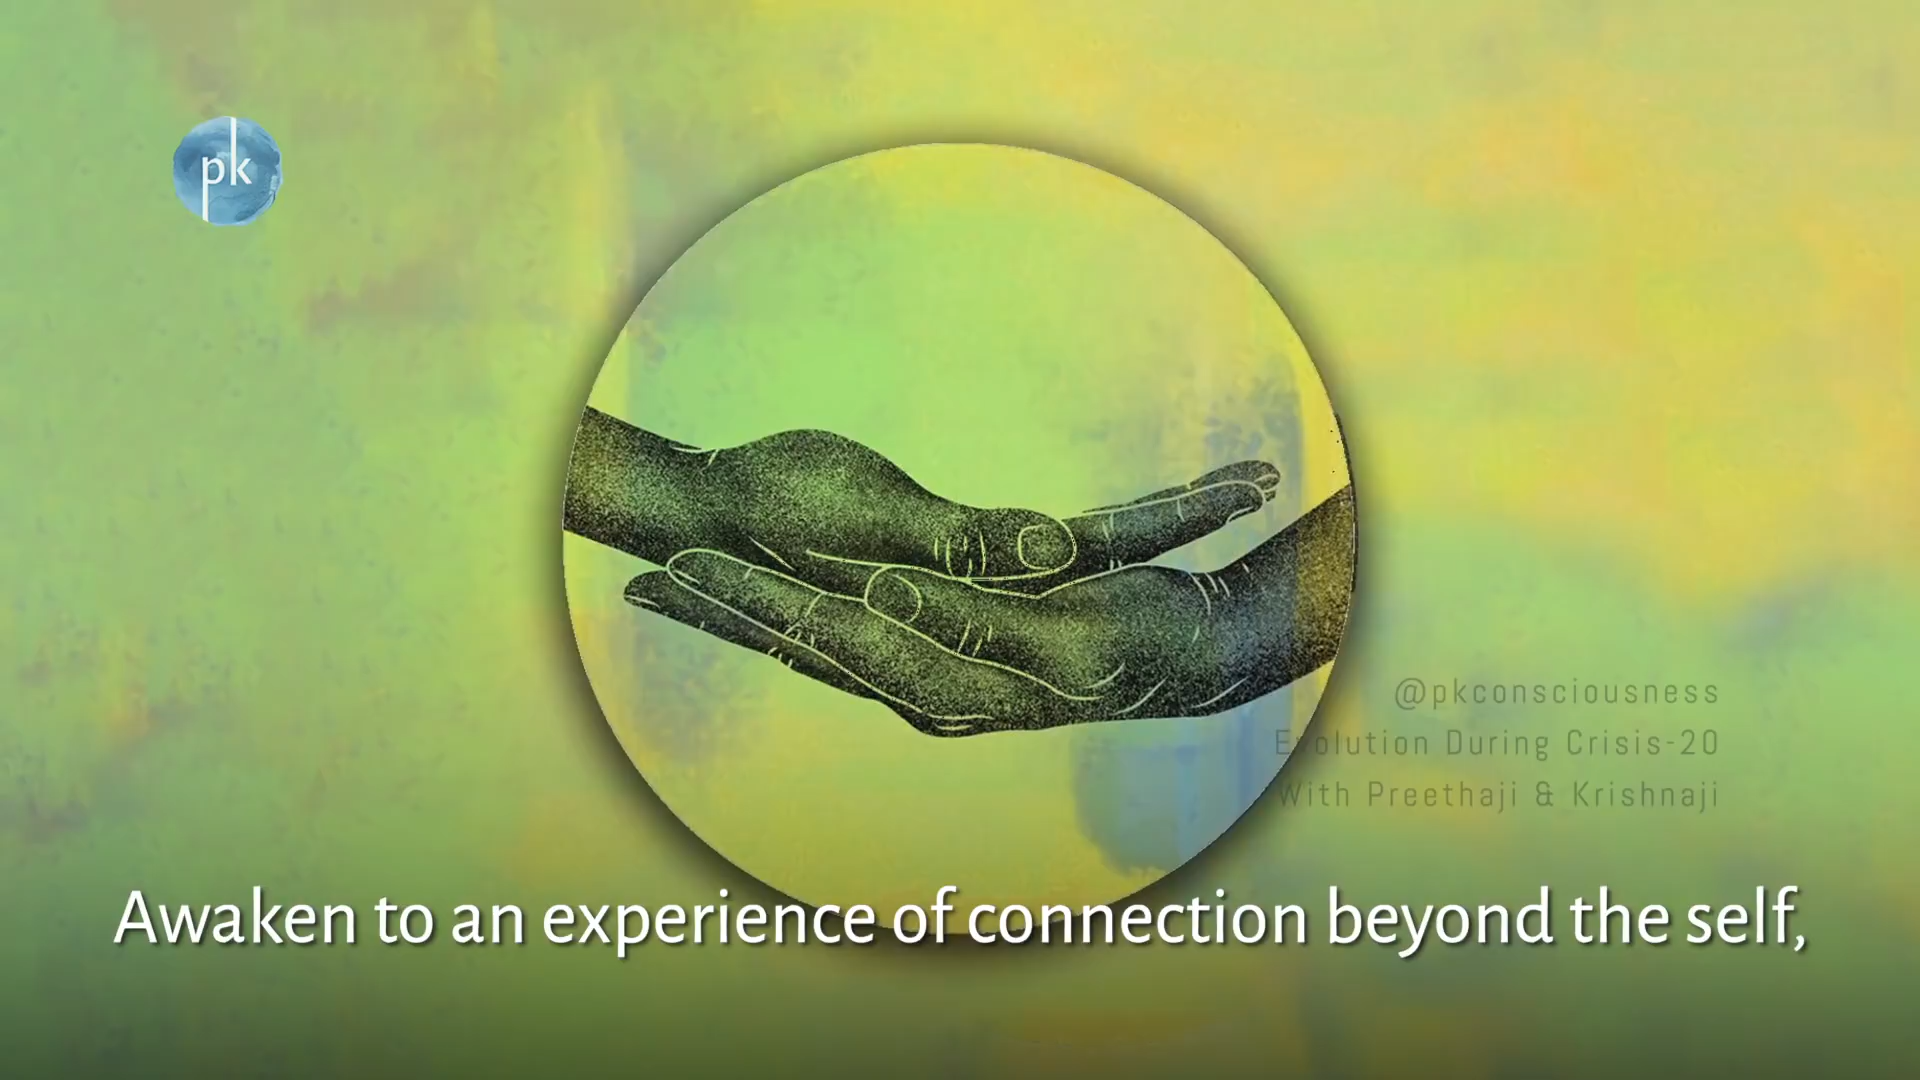 pk
@pkconsciousness
Evolution During Crisis-20
With Preethaji & Krishnaji
Awaken to an experience of connection beyond the self,